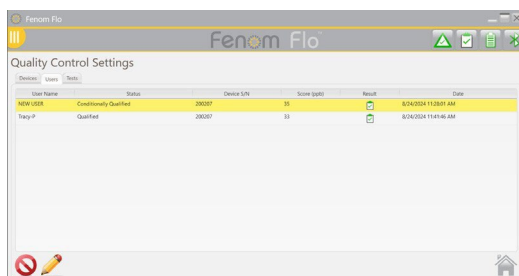 Fenom Flo
Fenom Flo™
Quality Control Settings
Devices Users Tests
User Name Status Device S/N Score (ppb) Result Date
NEW USER Conditionally Qualified 200207 35 8/24/2024 11:28:01 AM
Tracy-P Qualified 200207 33 8/24/2024 11:41:46 AM